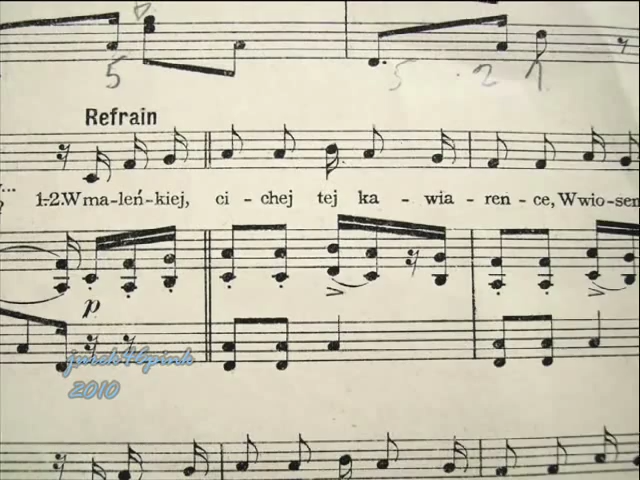 5 5 2 1
Refrain
1.-2. W ma-leń-kiej, ci - chej tej ka - wia - ren - ce, W wio-sen
p
jurek46pink
2010